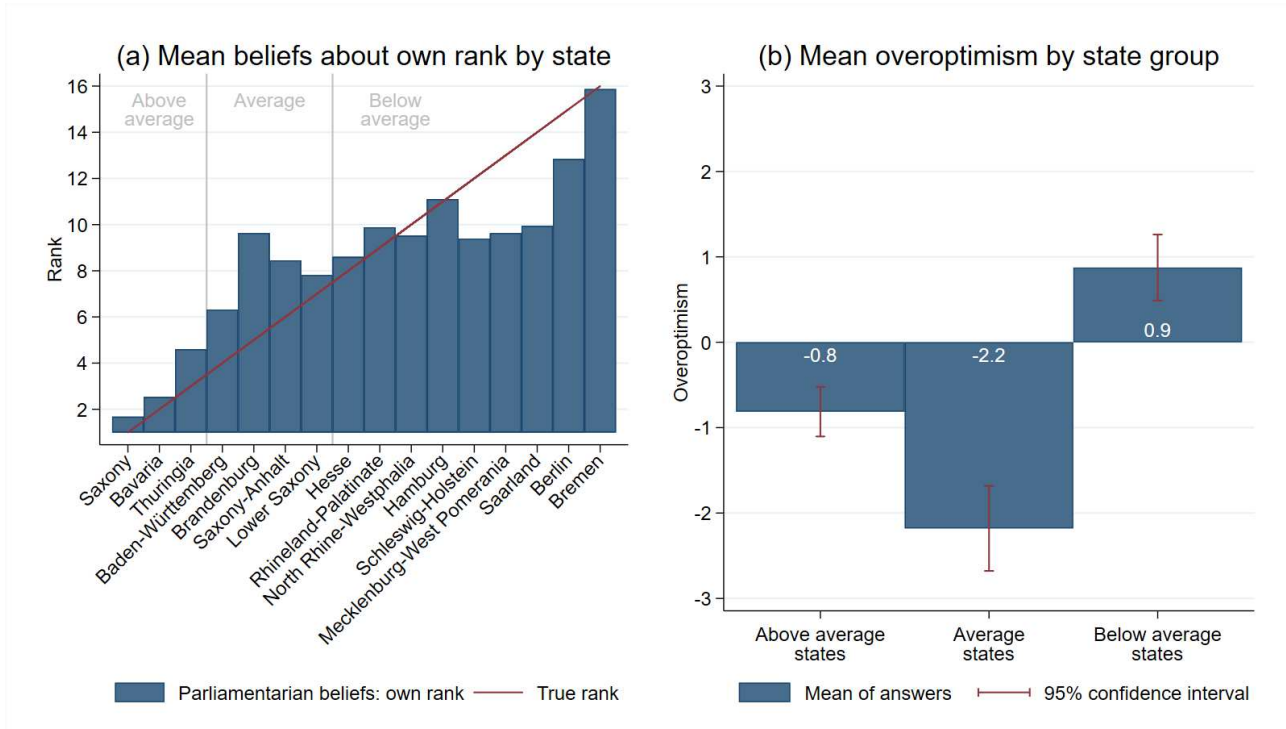 (a) Mean beliefs about own rank by state
Above
average
Average
Below
average
16
14
12
10
8
6
4
2
Rank
Saxony
Bavaria
Thuringia
Baden-Württemberg
Brandenburg
Saxony-Anhalt
Lower Saxony
Hesse
Rhineland-Palatinate
North Rhine-Westphalia
Hamburg
Schleswig-Holstein
Mecklenburg-West Pomerania
Saarland
Berlin
Bremen
Parliamentarian beliefs: own rank
True rank
(b) Mean overoptimism by state group
3
2
1
0
-1
-2
-3
Overoptimism
-0.8
-2.2
0.9
Above average
states
Average
states
Below average
states
Mean of answers
95% confidence interval